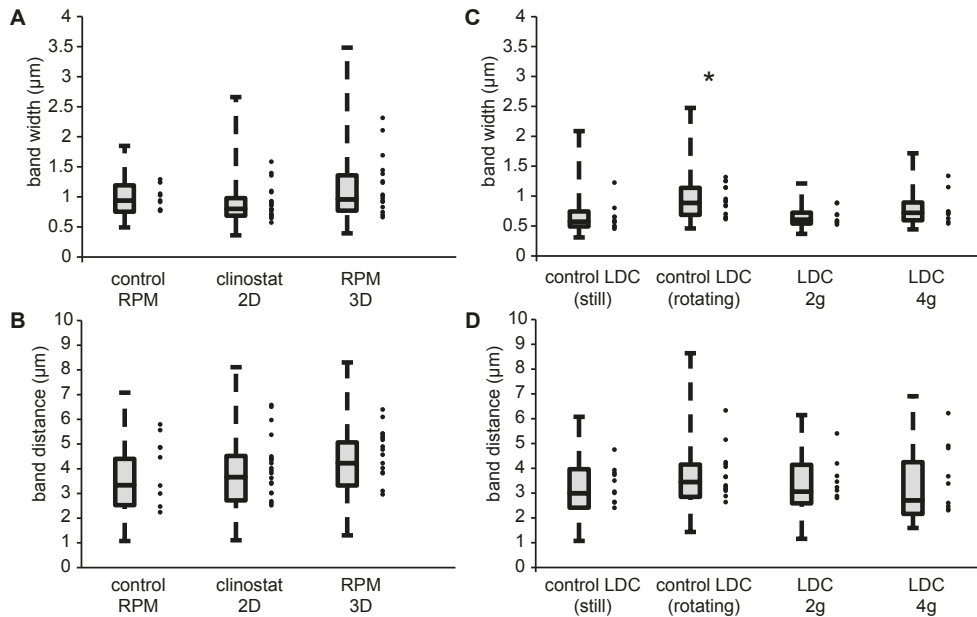 A
4
3.5
3
2.5
2
1.5
1
0.5
0
band width (µm)
control
RPM
clinostat
2D
RPM
3D
C
4
3.5
3
2.5
2
1.5
1
0.5
0
band width (µm)
*
control LDC
(still)
control LDC
(rotating)
LDC
2g
LDC
4g
B
10
9
8
7
6
5
4
3
2
1
0
band distance (µm)
control
RPM
clinostat
2D
RPM
3D
D
10
9
8
7
6
5
4
3
2
1
0
band distance (µm)
control LDC
(still)
control LDC
(rotating)
LDC
2g
LDC
4g